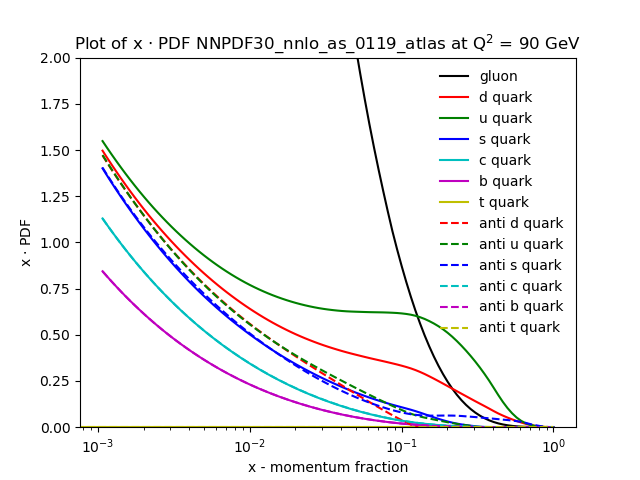 Plot of x · PDF NNPDF30_nnlo_as_0119_atlas at Q² = 90 GeV
2.00
1.75
1.50
1.25
1.00
0.75
0.50
0.25
0.00
x · PDF
gluon
d quark
u quark
s quark
c quark
b quark
t quark
anti d quark
anti u quark
anti s quark
anti c quark
anti b quark
anti t quark
10⁻³ 10⁻² 10⁻¹ 10⁰
x - momentum fraction